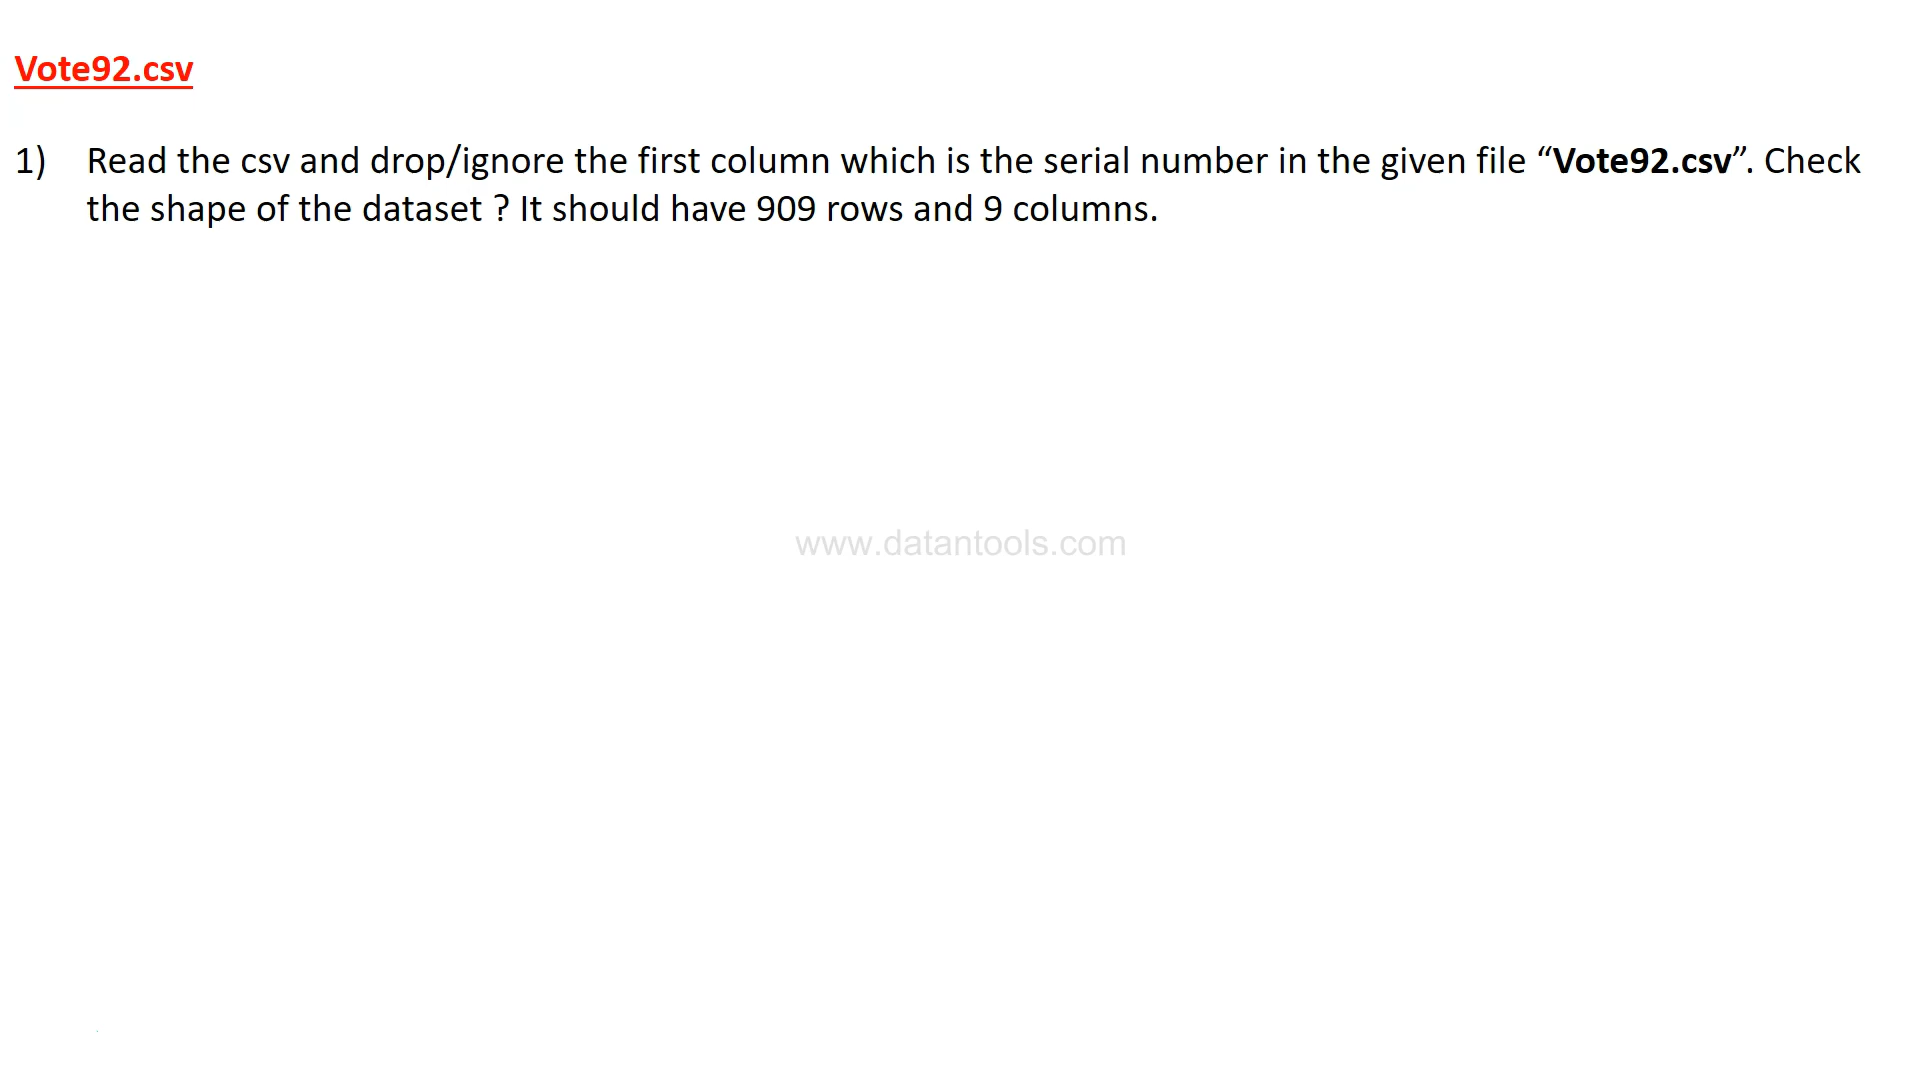 Vote92.csv
1) Read the csv and drop/ignore the first column which is the serial number in the given file “Vote92.csv”. Check
the shape of the dataset ? It should have 909 rows and 9 columns.
www.datantools.com